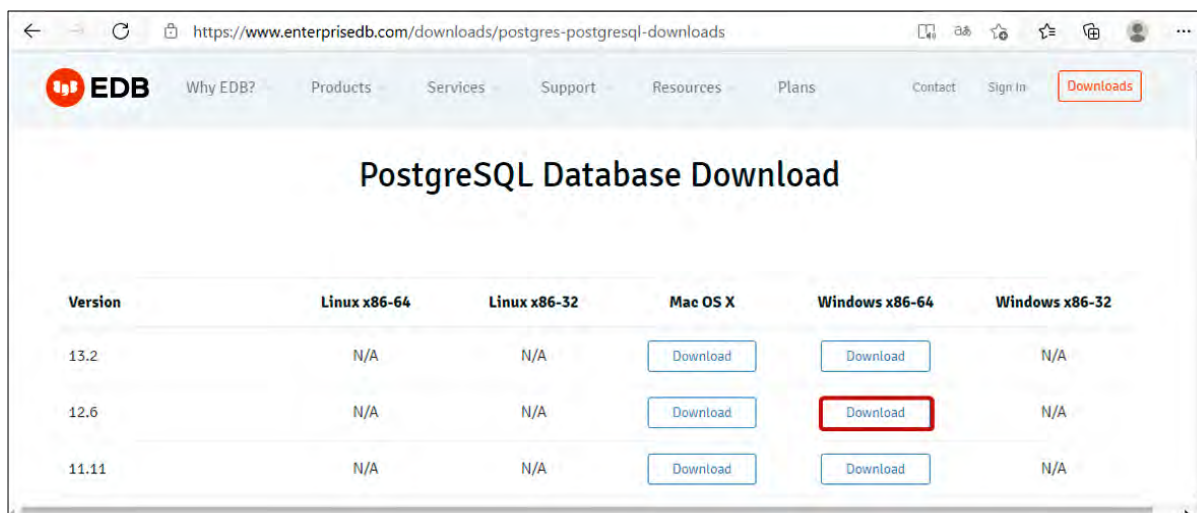 https://www.enterprisedb.com/downloads/postgres-postgresql-downloads
EDB Why EDB? Products Services Support Resources Plans Contact Sign In Downloads
PostgreSQL Database Download
Version Linux x86-64 Linux x86-32 Mac OS X Windows x86-64 Windows x86-32
13.2 N/A N/A Download Download N/A
12.6 N/A N/A Download Download N/A
11.11 N/A N/A Download Download N/A